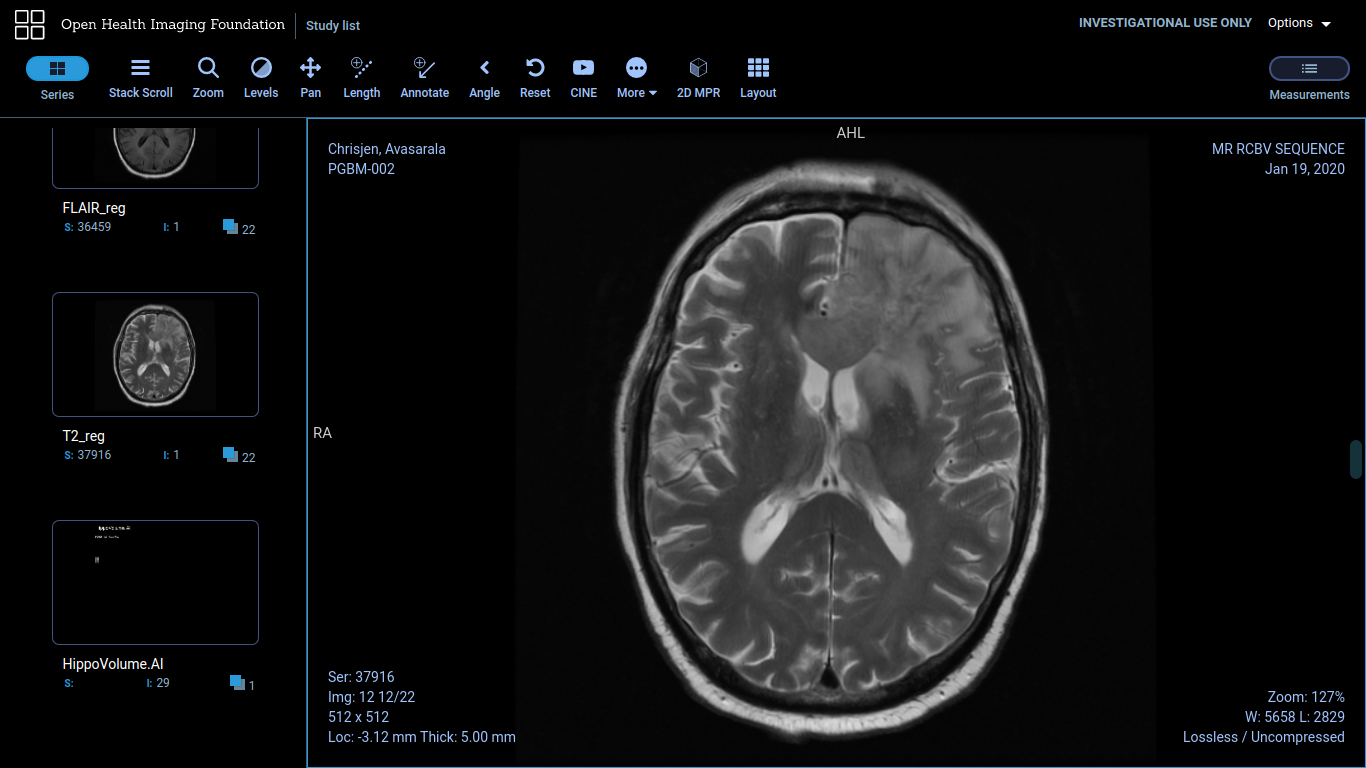 Open Health Imaging Foundation
Study list
INVESTIGATIONAL USE ONLY
Options
Series
Stack Scroll
Zoom
Levels
Pan
Length
Annotate
Angle
Reset
CINE
More
2D MPR
Layout
Measurements
FLAIR_reg
S: 36459 I: 1 22
T2_reg
S: 37916 I: 1 22
HippoVolume.AI
S: I: 29 1
AHL
Chrisjen, Avasarala
PGBM-002
MR RCBV SEQUENCE
Jan 19, 2020
RA
Ser: 37916
Img: 12 12/22
512 x 512
Loc: -3.12 mm Thick: 5.00 mm
Zoom: 127%
W: 5658 L: 2829
Lossless / Uncompressed